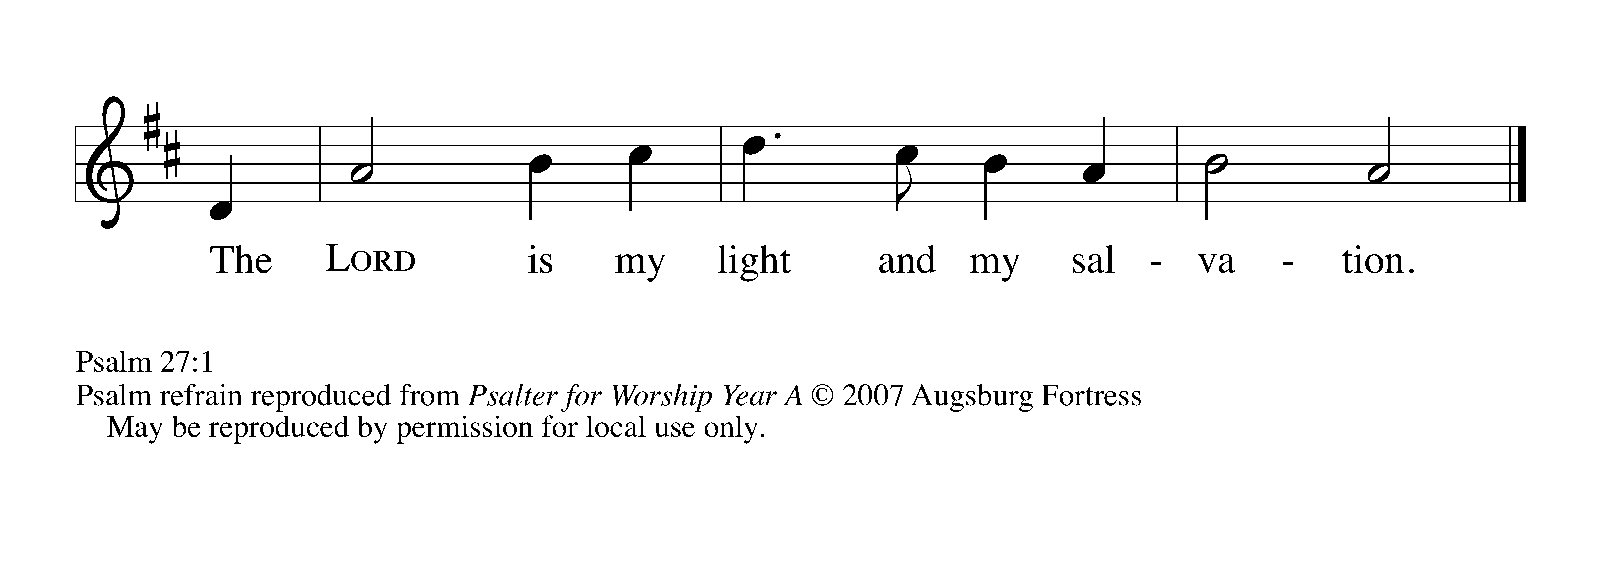 The LORD is my light and my sal - va - tion.
Psalm 27:1
Psalm refrain reproduced from Psalter for Worship Year A © 2007 Augsburg Fortress
May be reproduced by permission for local use only.